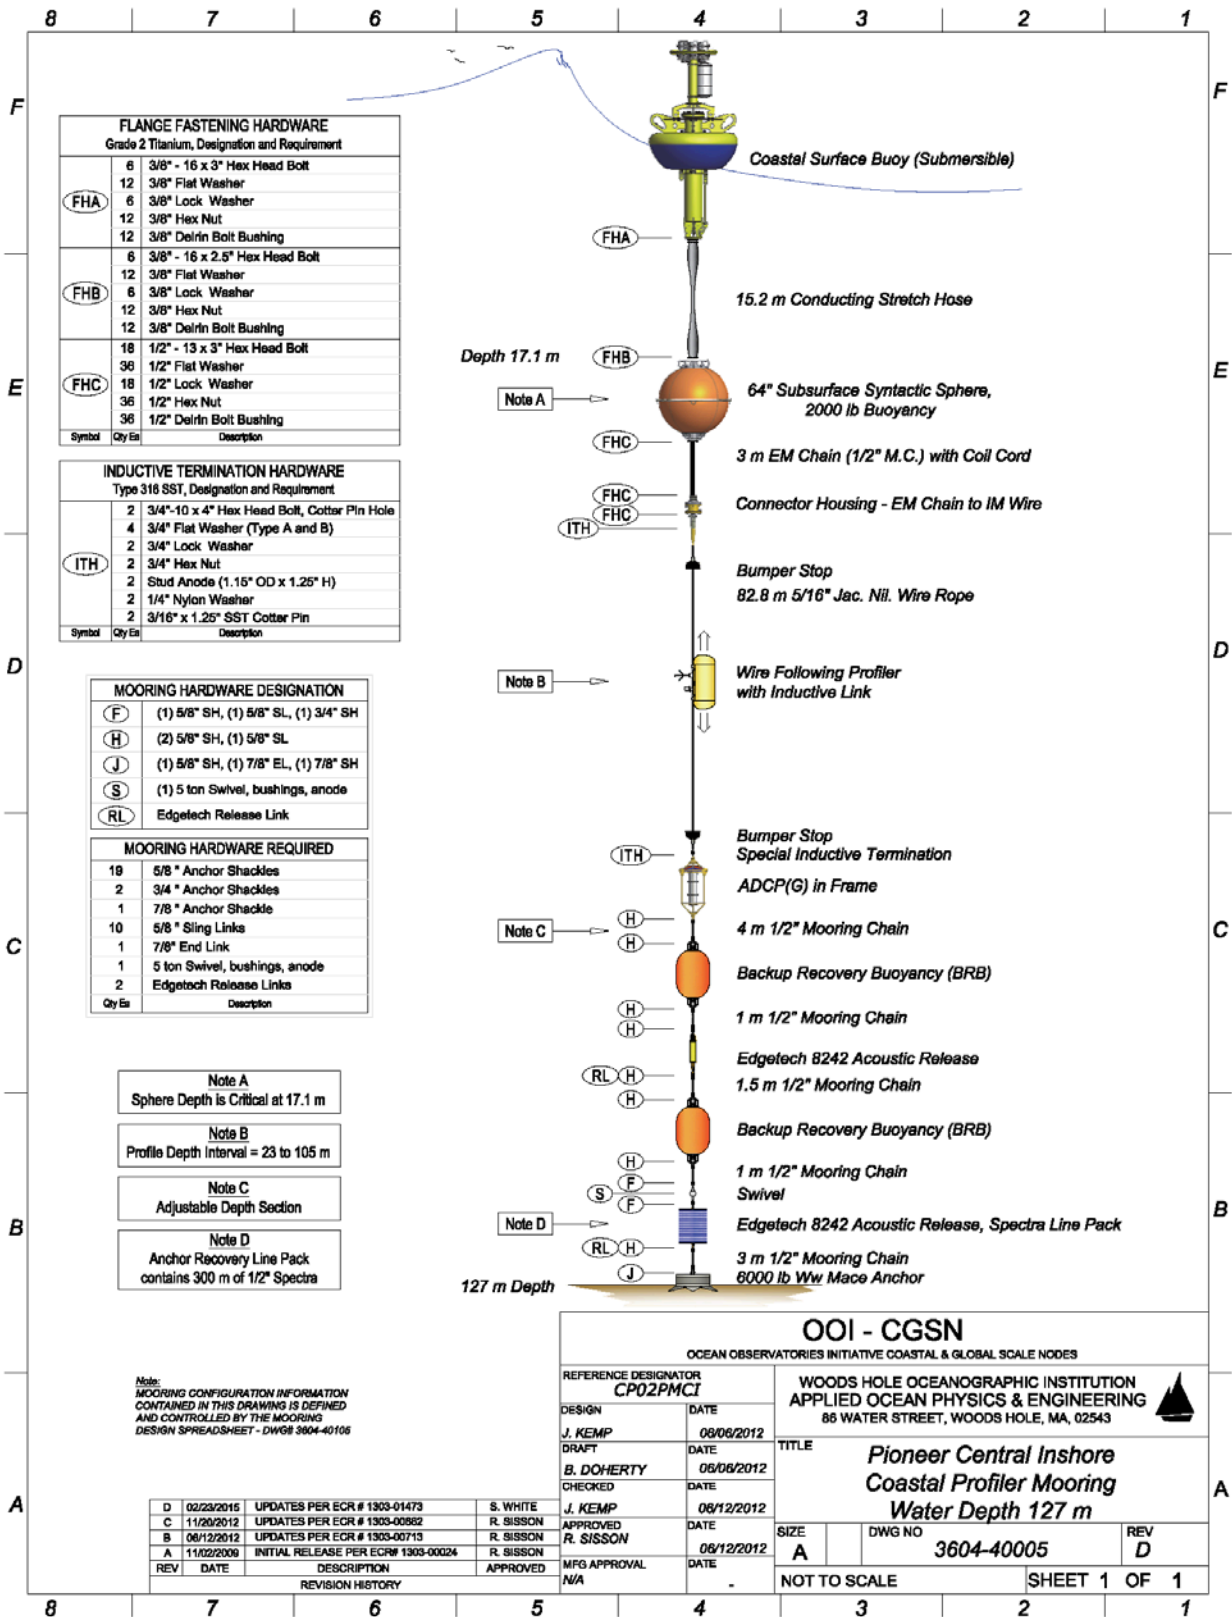 8 7 6 5 4 3 2 1
F
F
FLANGE FASTENING HARDWARE
Grade 2 Titanium, Designation and Requirement
FHA
6 3/8" - 16 x 3" Hex Head Bolt
12 3/8" Flat Washer
6 3/8" Lock Washer
12 3/8" Hex Nut
12 3/8" Delrin Bolt Bushing
FHB
6 3/8" - 16 x 2.5" Hex Head Bolt
12 3/8" Flat Washer
6 3/8" Lock Washer
12 3/8" Hex Nut
12 3/8" Delrin Bolt Bushing
FHC
18 1/2" - 13 x 3" Hex Head Bolt
36 1/2" Flat Washer
18 1/2" Lock Washer
36 1/2" Hex Nut
36 1/2" Delrin Bolt Bushing
Symbol Qty Ea Description
INDUCTIVE TERMINATION HARDWARE
Type 316 SST, Designation and Requirement
ITH
2 3/4"-10 x 4" Hex Head Bolt, Cotter Pin Hole
4 3/4" Flat Washer (Type A and B)
2 3/4" Lock Washer
2 3/4" Hex Nut
2 Stud Anode (1.15" OD x 1.25" H)
2 1/4" Nylon Washer
2 3/16" x 1.25" SST Cotter Pin
Symbol Qty Ea Description
MOORING HARDWARE DESIGNATION
F (1) 5/8" SH, (1) 5/8" SL, (1) 3/4" SH
H (2) 5/8" SH, (1) 5/8" SL
J (1) 5/8" SH, (1) 7/8" EL, (1) 7/8" SH
S (1) 5 ton Swivel, bushings, anode
RL Edgetech Release Link
MOORING HARDWARE REQUIRED
19 5/8 " Anchor Shackles
2 3/4 " Anchor Shackles
1 7/8 " Anchor Shackle
10 5/8 " Sling Links
1 7/8" End Link
1 5 ton Swivel, bushings, anode
2 Edgetech Release Links
Qty Ea Description
Note A
Sphere Depth is Critical at 17.1 m
Note B
Profile Depth Interval = 23 to 105 m
Note C
Adjustable Depth Section
Note D
Anchor Recovery Line Pack
contains 300 m of 1/2" Spectra
Coastal Surface Buoy (Submersible)
FHA
15.2 m Conducting Stretch Hose
Depth 17.1 m
FHB
Note A
64" Subsurface Syntactic Sphere,
2000 lb Buoyancy
FHC
3 m EM Chain (1/2" M.C.) with Coil Cord
FHC
FHC
Connector Housing - EM Chain to IM Wire
ITH
Bumper Stop
82.8 m 5/16" Jac. Nil. Wire Rope
Note B
Wire Following Profiler
with Inductive Link
Bumper Stop
ITH
Special Inductive Termination
ADCP(G) in Frame
H
Note C
4 m 1/2" Mooring Chain
H
Backup Recovery Buoyancy (BRB)
H
1 m 1/2" Mooring Chain
H
Edgetech 8242 Acoustic Release
RL H
1.5 m 1/2" Mooring Chain
H
Backup Recovery Buoyancy (BRB)
H
1 m 1/2" Mooring Chain
F
S
Swivel
F
Note D
Edgetech 8242 Acoustic Release, Spectra Line Pack
RL H
3 m 1/2" Mooring Chain
J
6000 lb Ww Mace Anchor
127 m Depth
E
E
D
D
C
C
B
B
A
A
Note:
MOORING CONFIGURATION INFORMATION
CONTAINED IN THIS DRAWING IS DEFINED
AND CONTROLLED BY THE MOORING
DESIGN SPREADSHEET - DWG# 3604-40106
D 02/23/2015 UPDATES PER ECR # 1303-01473 S. WHITE
C 11/20/2012 UPDATES PER ECR # 1303-00882 R. SISSON
B 06/12/2012 UPDATES PER ECR # 1303-00713 R. SISSON
A 11/02/2009 INITIAL RELEASE PER ECR# 1303-00024 R. SISSON
REV DATE DESCRIPTION APPROVED
REVISION HISTORY
OOI - CGSN
OCEAN OBSERVATORIES INITIATIVE COASTAL & GLOBAL SCALE NODES
REFERENCE DESIGNATOR
CP02PMCI
DESIGN DATE
J. KEMP 06/06/2012
DRAFT DATE
B. DOHERTY 06/06/2012
CHECKED DATE
J. KEMP 06/12/2012
APPROVED DATE
R. SISSON 06/12/2012
MFG APPROVAL DATE
N/A -
WOODS HOLE OCEANOGRAPHIC INSTITUTION
APPLIED OCEAN PHYSICS & ENGINEERING
86 WATER STREET, WOODS HOLE, MA, 02543
TITLE
Pioneer Central Inshore
Coastal Profiler Mooring
Water Depth 127 m
SIZE DWG NO REV
A 3604-40005 D
NOT TO SCALE SHEET 1 OF 1
8 7 6 5 4 3 2 1